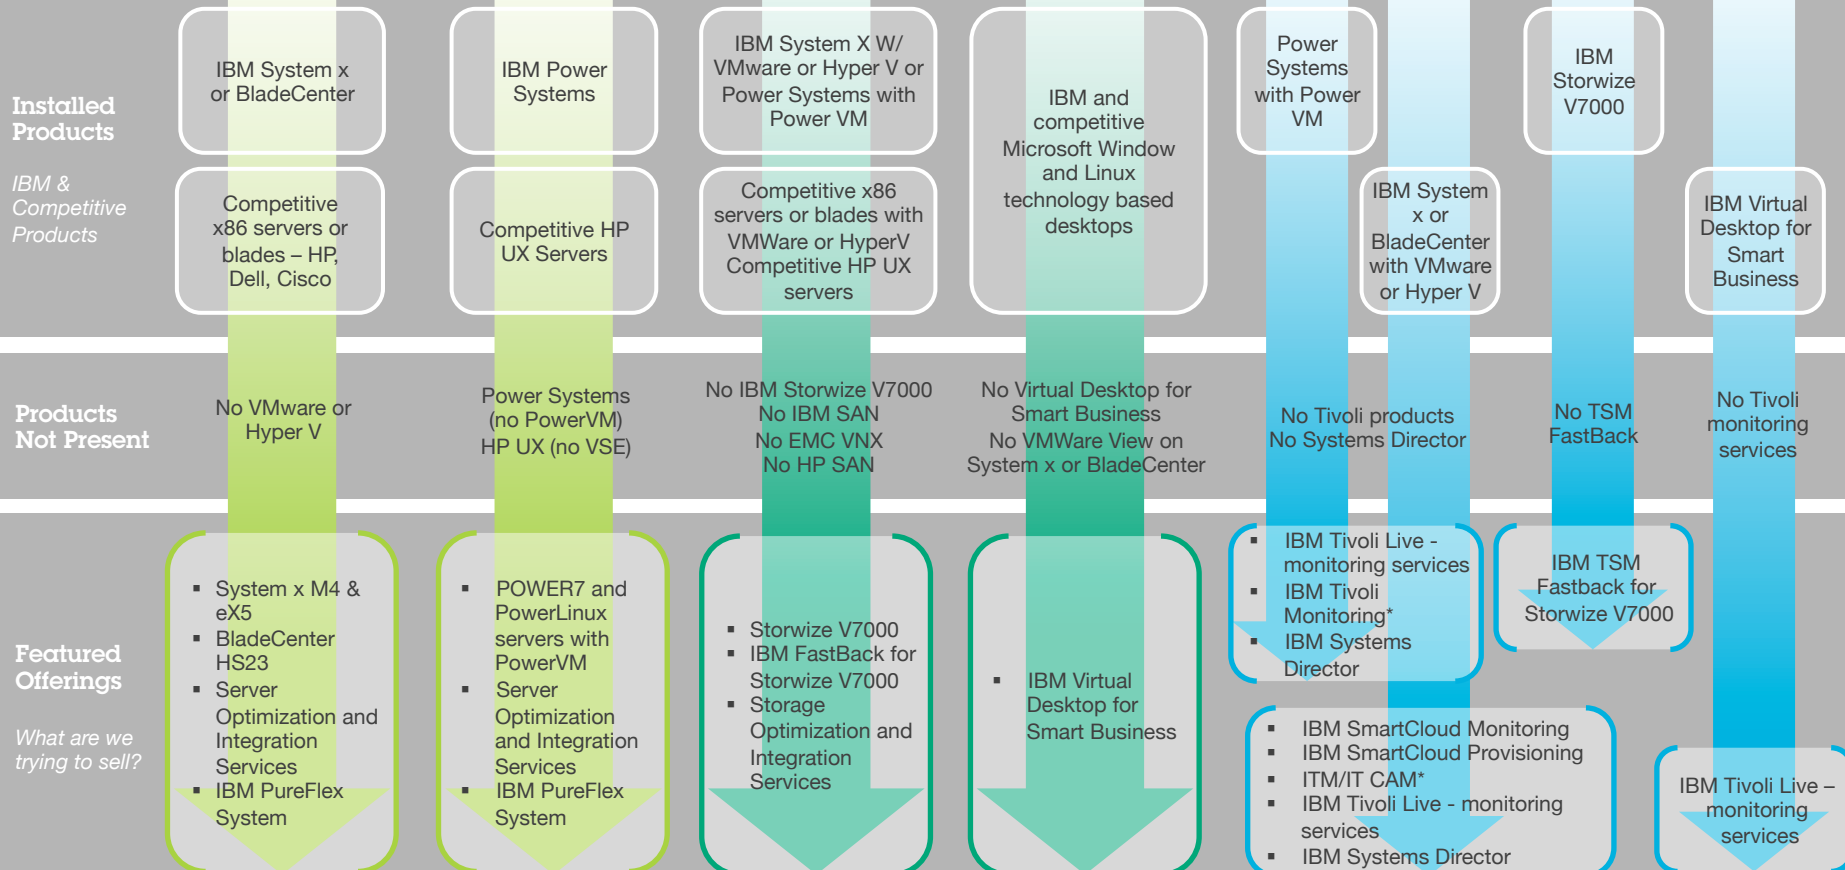 Installed
Products
IBM &
Competitive
Products
IBM System x
or BladeCenter
Competitive
x86 servers or
blades – HP,
Dell, Cisco
IBM Power
Systems
Competitive HP
UX Servers
IBM System X W/
VMware or Hyper V or
Power Systems with
Power VM
Competitive x86
servers or blades with
VMWare or HyperV
Competitive HP UX
servers
IBM and
competitive
Microsoft Window
and Linux
technology based
desktops
Power
Systems
with Power
VM
IBM System
x or
BladeCenter
with VMware
or Hyper V
IBM
Storwize
V7000
IBM Virtual
Desktop for
Smart
Business
Products
Not Present
No VMware or
Hyper V
Power Systems
(no PowerVM)
HP UX (no VSE)
No IBM Storwize V7000
No IBM SAN
No EMC VNX
No HP SAN
No Virtual Desktop for
Smart Business
No VMWare View on
System x or BladeCenter
No Tivoli products
No Systems Director
No TSM
FastBack
No Tivoli
monitoring
services
Featured
Offerings
What are we
trying to sell?
▪ System x M4 &
eX5
▪ BladeCenter
HS23
▪ Server
Optimization and
Integration
Services
▪ IBM PureFlex
System
▪ POWER7 and
PowerLinux
servers with
PowerVM
▪ Server
Optimization
and Integration
Services
▪ IBM PureFlex
System
▪ Storwize V7000
▪ IBM FastBack for
Storwize V7000
▪ Storage
Optimization and
Integration
Services
▪ IBM Virtual
Desktop for
Smart Business
▪ IBM Tivoli Live -
monitoring services
▪ IBM Tivoli
Monitoring*
▪ IBM Systems
Director
▪ IBM SmartCloud Monitoring
▪ IBM SmartCloud Provisioning
▪ ITM/IT CAM*
▪ IBM Tivoli Live - monitoring
services
▪ IBM Systems Director
IBM TSM
Fastback for
Storwize V7000
IBM Tivoli Live –
monitoring
services